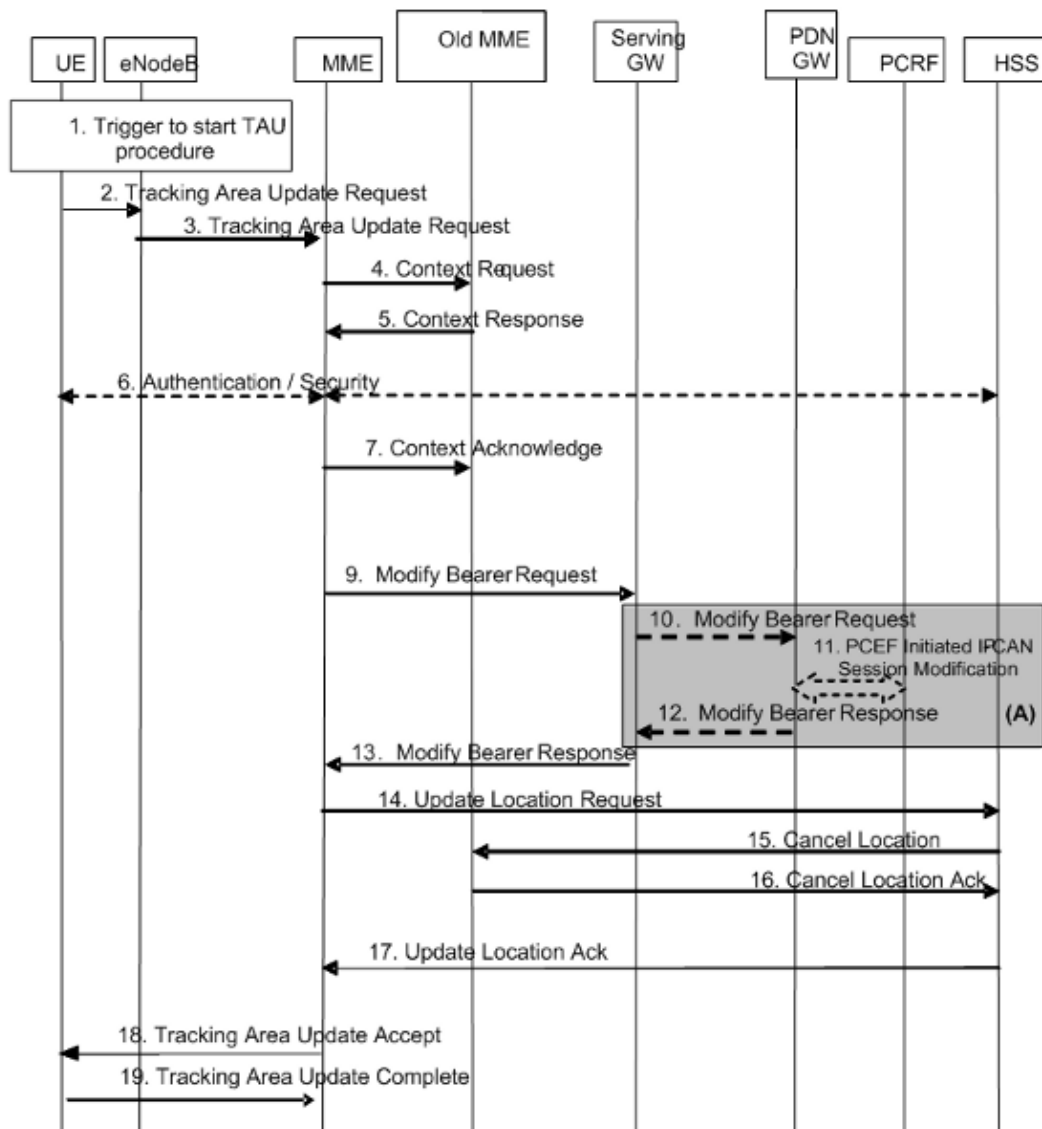 UE
eNodeB
MME
Old MME
Serving
GW
PDN
GW
PCRF
HSS
1. Trigger to start TAU
procedure
2. Tracking Area Update Request
3. Tracking Area Update Request
4. Context Request
5. Context Response
6. Authentication / Security
7. Context Acknowledge
9. Modify Bearer Request
10. Modify Bearer Request
11. PCEF Initiated IP-CAN
Session Modification
12. Modify Bearer Response
(A)
13. Modify Bearer Response
14. Update Location Request
15. Cancel Location
16. Cancel Location Ack
17. Update Location Ack
18. Tracking Area Update Accept
19. Tracking Area Update Complete